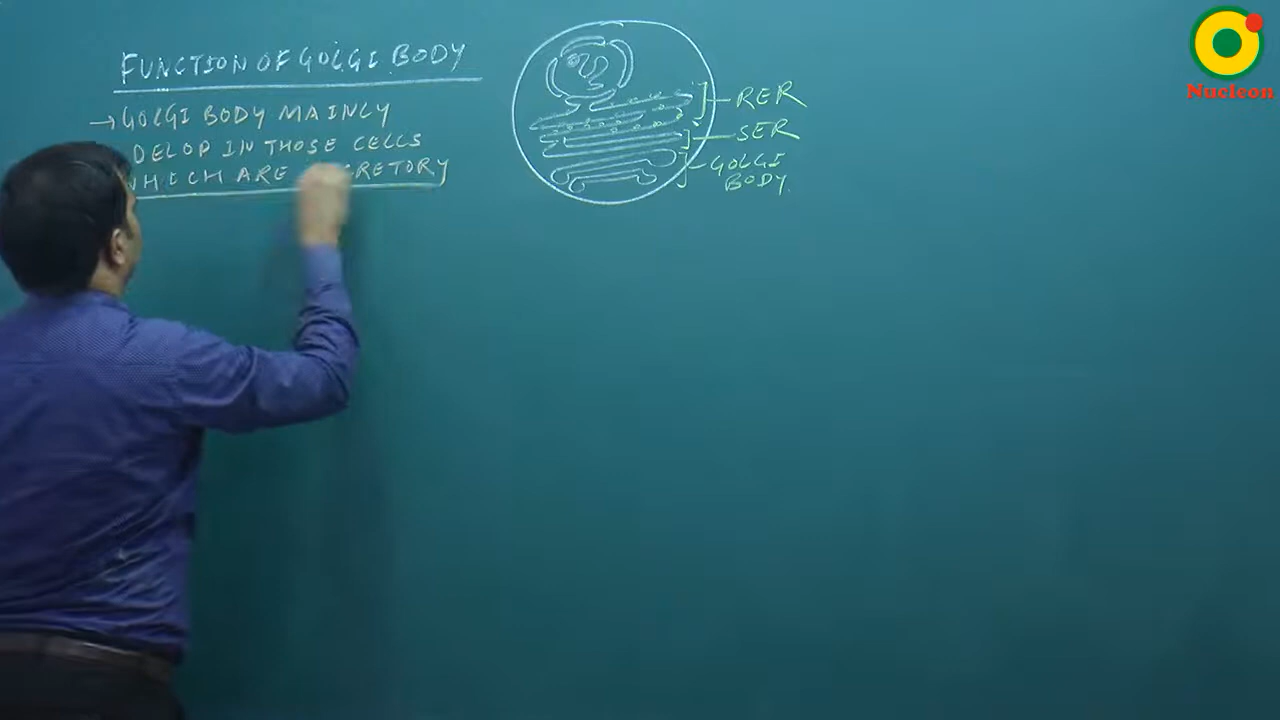 FUNCTION OF GOLGI BODY
→ GOLGI BODY MAINLY
DELOP IN THOSE CELLS
WHICH ARE
RER
SER
GOLGI
BODY.
Nucleon